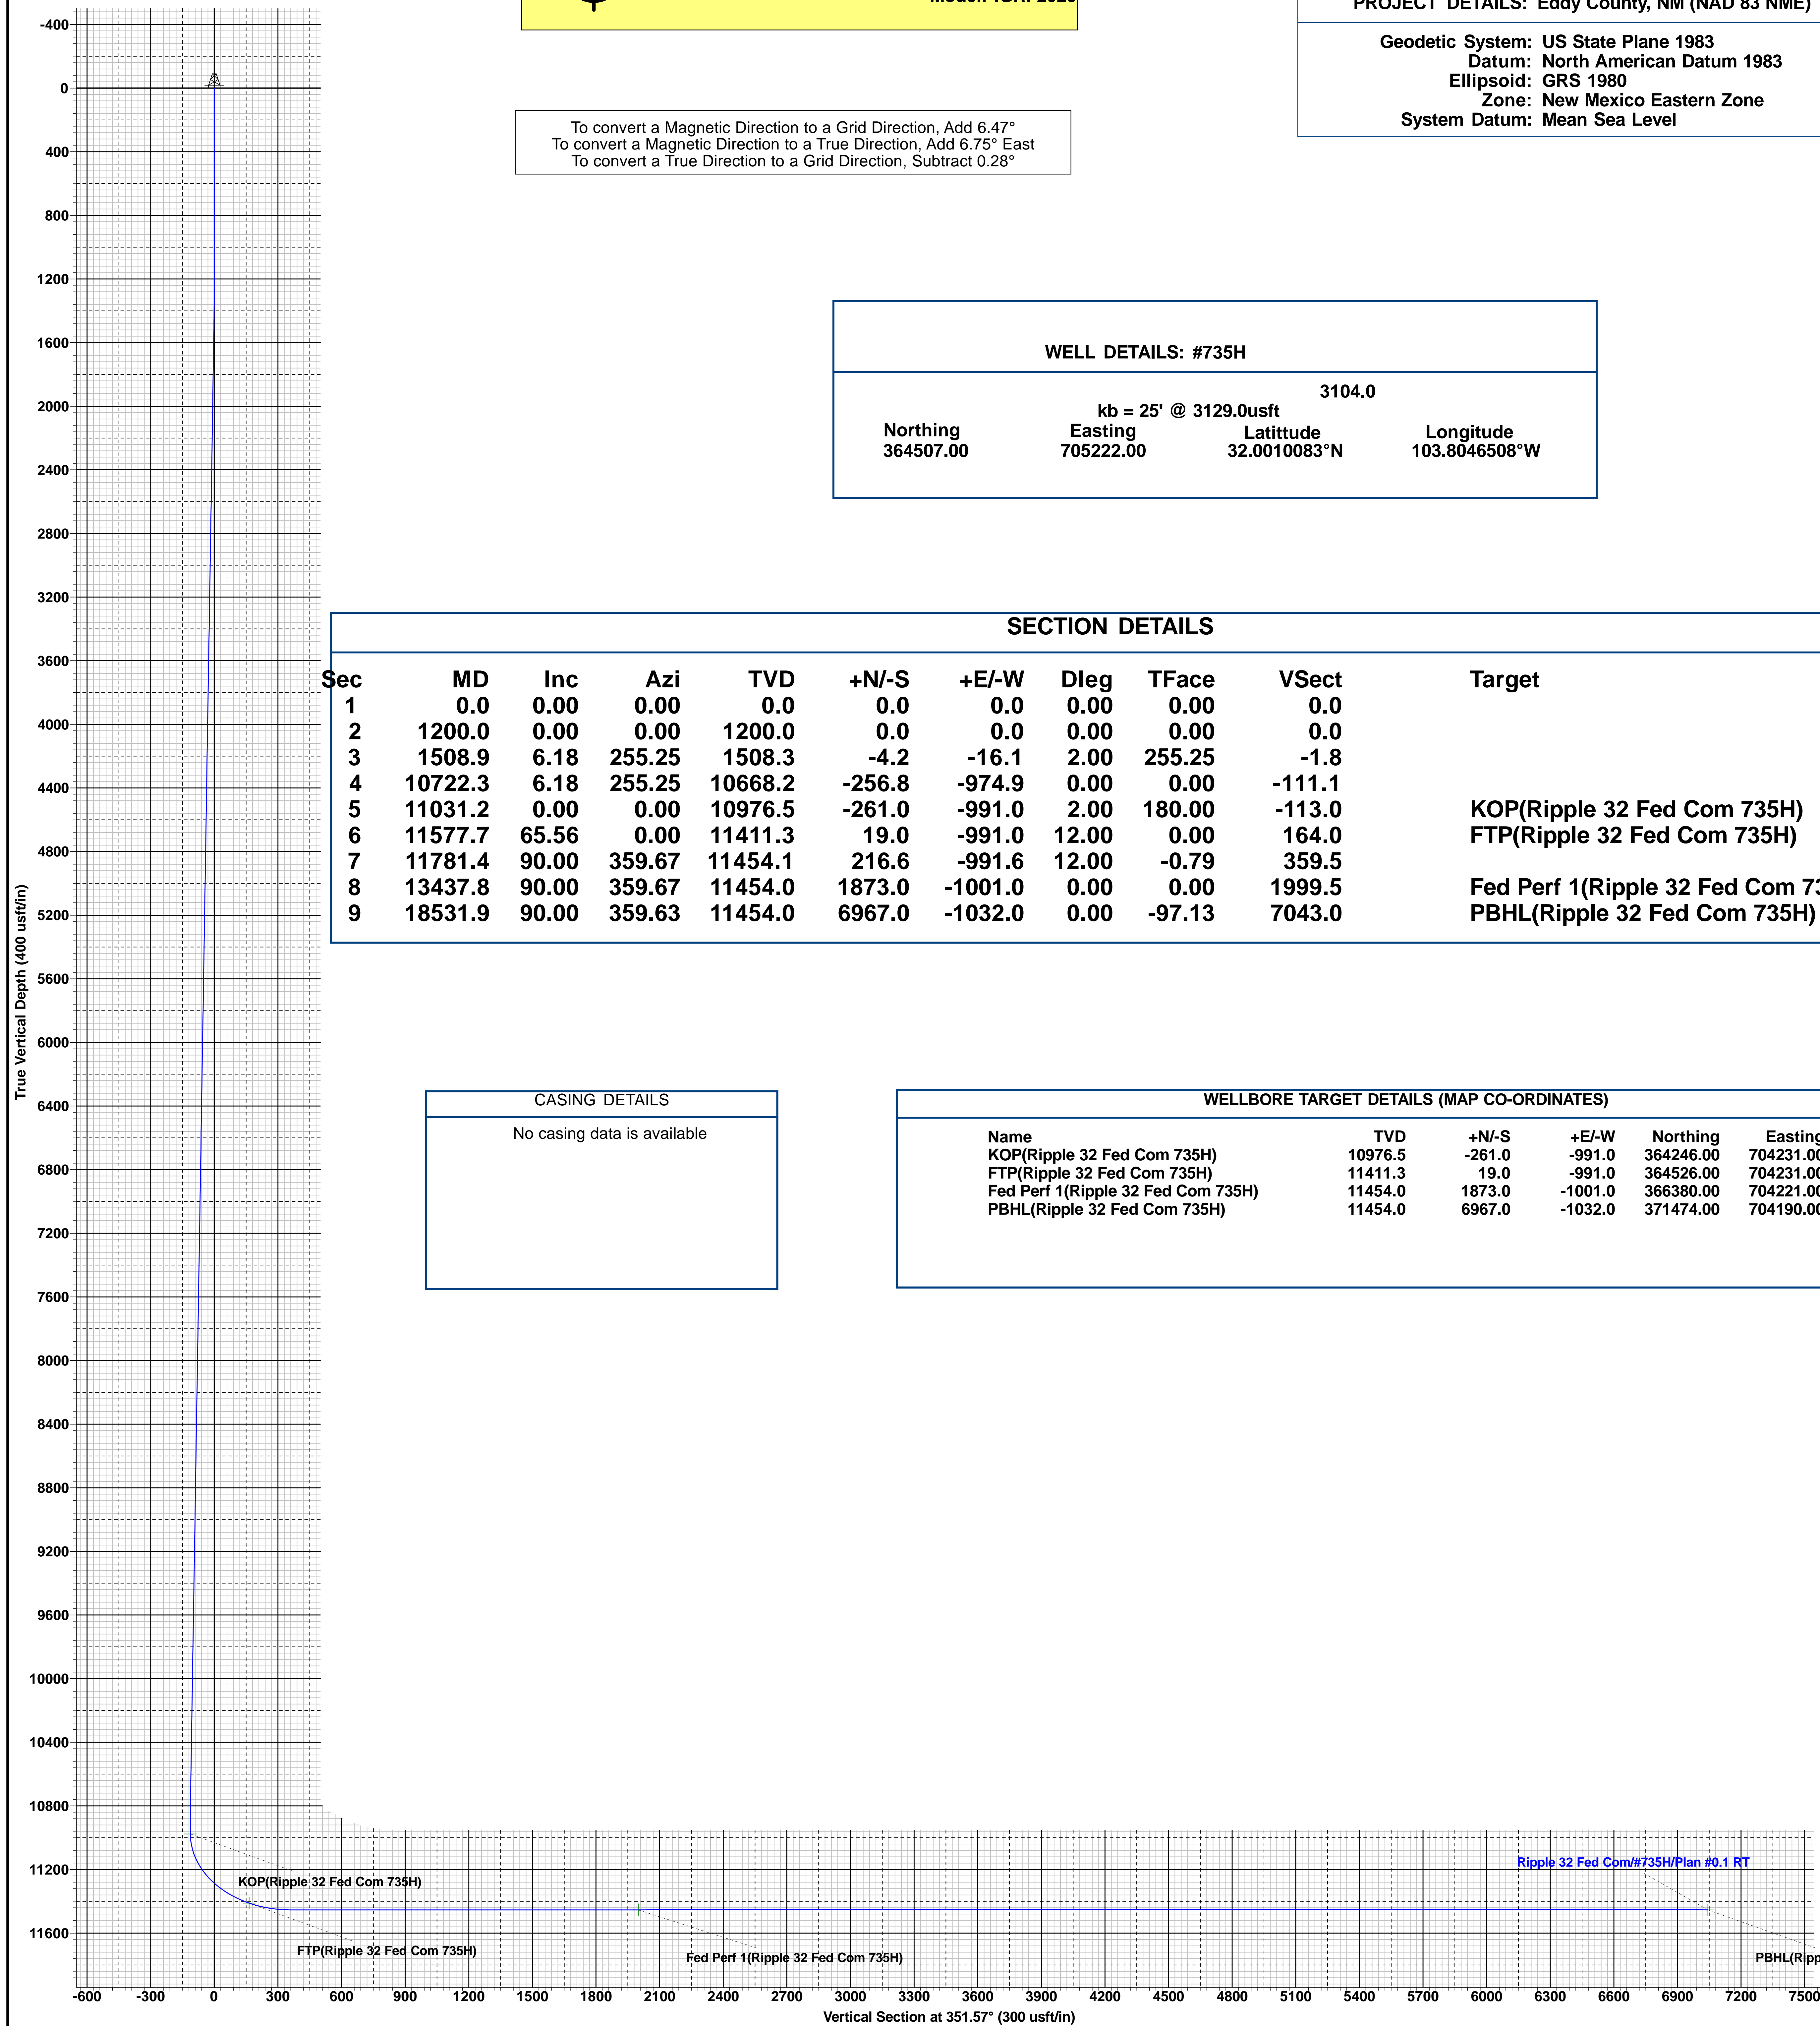 PROJECT DETAILS: Eddy County, NM (NAD 83 NME)
Geodetic System: US State Plane 1983
Datum: North American Datum 1983
Ellipsoid: GRS 1980
Zone: New Mexico Eastern Zone
System Datum: Mean Sea Level
To convert a Magnetic Direction to a Grid Direction, Add 6.47°
To convert a Magnetic Direction to a True Direction, Add 6.75° East
To convert a True Direction to a Grid Direction, Subtract 0.28°
WELL DETAILS: #735H
3104.0
kb = 25' @ 3129.0usft
Northing Easting Latittude Longitude
364507.00 705222.00 32.0010083°N 103.8046508°W
SECTION DETAILS
Sec MD Inc Azi TVD +N/-S +E/-W Dleg TFace VSect Target
1 0.0 0.00 0.00 0.0 0.0 0.0 0.00 0.00 0.0
2 1200.0 0.00 0.00 1200.0 0.0 0.0 0.00 0.00 0.0
3 1508.9 6.18 255.25 1508.3 -4.2 -16.1 2.00 255.25 -1.8
4 10722.3 6.18 255.25 10668.2 -256.8 -974.9 0.00 0.00 -111.1
5 11031.2 0.00 0.00 10976.5 -261.0 -991.0 2.00 180.00 -113.0 KOP(Ripple 32 Fed Com 735H)
6 11577.7 65.56 0.00 11411.3 19.0 -991.0 12.00 0.00 164.0 FTP(Ripple 32 Fed Com 735H)
7 11781.4 90.00 359.67 11454.1 216.6 -991.6 12.00 -0.79 359.5
8 13437.8 90.00 359.67 11454.0 1873.0 -1001.0 0.00 0.00 1999.5 Fed Perf 1(Ripple 32 Fed Com
9 18531.9 90.00 359.63 11454.0 6967.0 -1032.0 0.00 -97.13 7043.0 PBHL(Ripple 32 Fed Com 735H)
CASING DETAILS
No casing data is available
WELLBORE TARGET DETAILS (MAP CO-ORDINATES)
Name TVD +N/-S +E/-W Northing Easting
KOP(Ripple 32 Fed Com 735H) 10976.5 -261.0 -991.0 364246.00 704231.00
FTP(Ripple 32 Fed Com 735H) 11411.3 19.0 -991.0 364526.00 704231.00
Fed Perf 1(Ripple 32 Fed Com 735H) 11454.0 1873.0 -1001.0 366380.00 704221.00
PBHL(Ripple 32 Fed Com 735H) 11454.0 6967.0 -1032.0 371474.00 704190.00
True Vertical Depth (400 usft/in)
-400
0
400
800
1200
1600
2000
2400
2800
3200
3600
4000
4400
4800
5200
5600
6000
6400
6800
7200
7600
8000
8400
8800
9200
9600
10000
10400
10800
11200
11600
KOP(Ripple 32 Fed Com 735H)
FTP(Ripple 32 Fed Com 735H)
Fed Perf 1(Ripple 32 Fed Com 735H)
Ripple 32 Fed Com/#735H/Plan #0.1 RT
-600 -300 0 300 600 900 1200 1500 1800 2100 2400 2700 3000 3300 3600 3900 4200 4500 4800 5100 5400 5700 6000 6300 6600 6900 7200 7500
Vertical Section at 351.57° (300 usft/in)